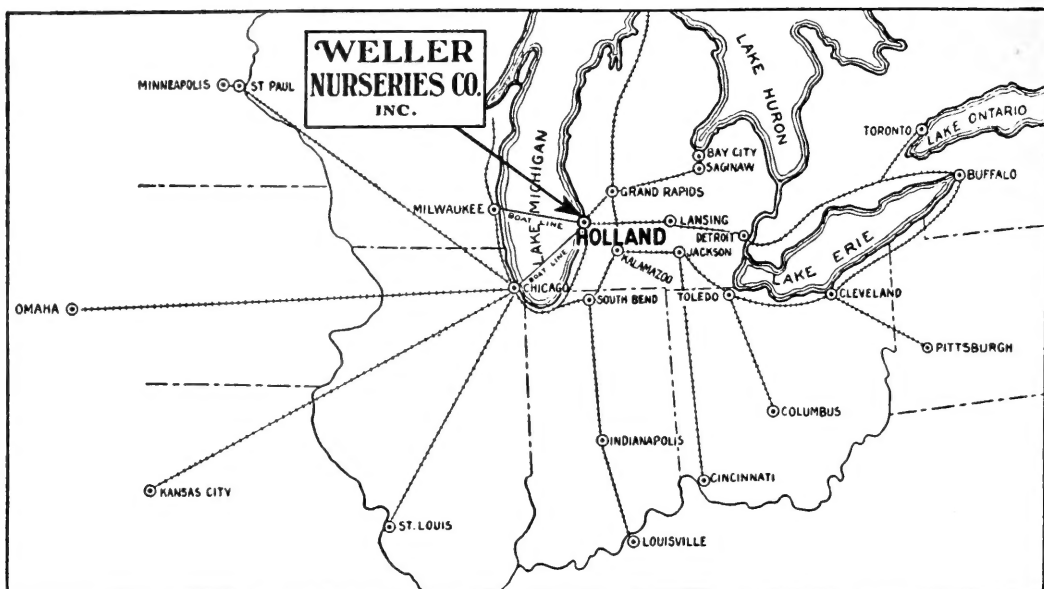 WELLER
NURSERIES CO.
INC.
MINNEAPOLIS
ST PAUL
LAKE HURON
TORONTO
LAKE ONTARIO
BAY CITY
SAGINAW
BUFFALO
LAKE MICHIGAN
GRAND RAPIDS
MILWAUKEE
BOAT LINE
LANSING
HOLLAND
DETROIT
JACKSON
KALAMAZOO
LAKE ERIE
BOAT LINE
CHICAGO
SOUTH BEND
TOLEDO
CLEVELAND
OMAHA
PITTSBURGH
COLUMBUS
INDIANAPOLIS
CINCINNATI
KANSAS CITY
ST. LOUIS
LOUISVILLE